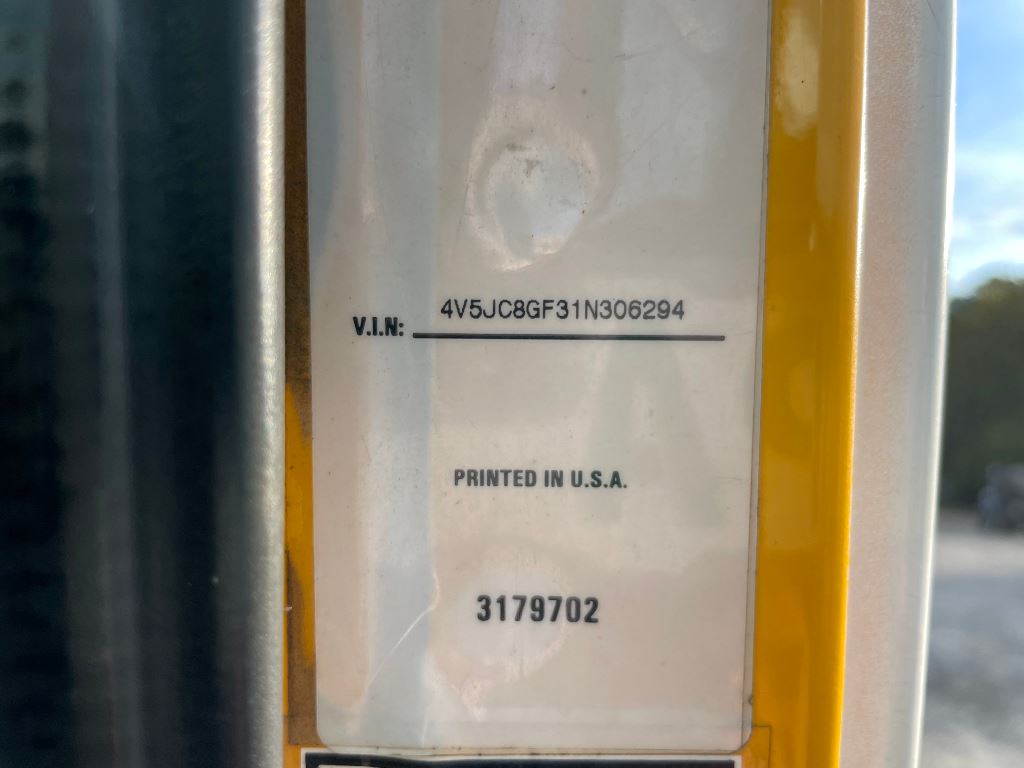 V.I.N: 4V5JC8GF31N306294
PRINTED IN U.S.A.
3179702